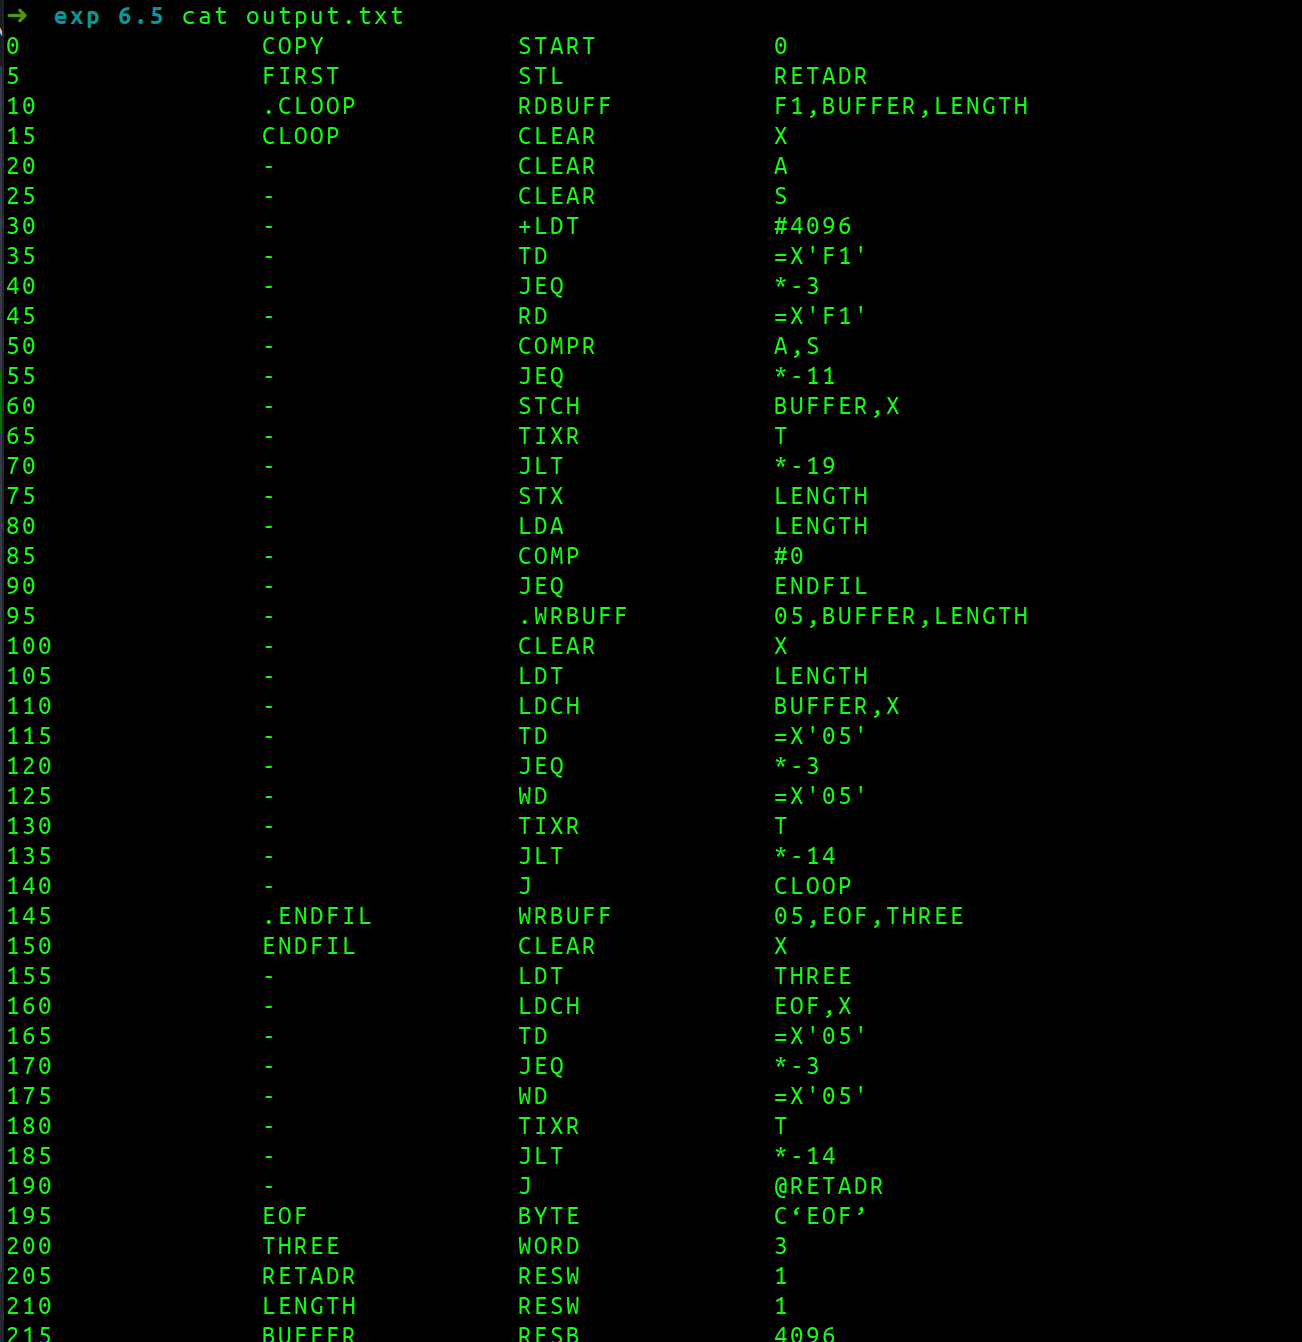 ➜ exp 6.5 cat output.txt
0 COPY START 0
5 FIRST STL RETADR
10 .CLOOP RDBUFF F1,BUFFER,LENGTH
15 CLOOP CLEAR X
20 - CLEAR A
25 - CLEAR S
30 - +LDT #4096
35 - TD =X'F1'
40 - JEQ *-3
45 - RD =X'F1'
50 - COMPR A,S
55 - JEQ *-11
60 - STCH BUFFER,X
65 - TIXR T
70 - JLT *-19
75 - STX LENGTH
80 - LDA LENGTH
85 - COMP #0
90 - JEQ ENDFIL
95 - .WRBUFF 05,BUFFER,LENGTH
100 - CLEAR X
105 - LDT LENGTH
110 - LDCH BUFFER,X
115 - TD =X'05'
120 - JEQ *-3
125 - WD =X'05'
130 - TIXR T
135 - JLT *-14
140 - J CLOOP
145 .ENDFIL WRBUFF 05,EOF,THREE
150 ENDFIL CLEAR X
155 - LDT THREE
160 - LDCH EOF,X
165 - TD =X'05'
170 - JEQ *-3
175 - WD =X'05'
180 - TIXR T
185 - JLT *-14
190 - J @RETADR
195 EOF BYTE C‘EOF’
200 THREE WORD 3
205 RETADR RESW 1
210 LENGTH RESW 1
215 BUFFER RESB 4096